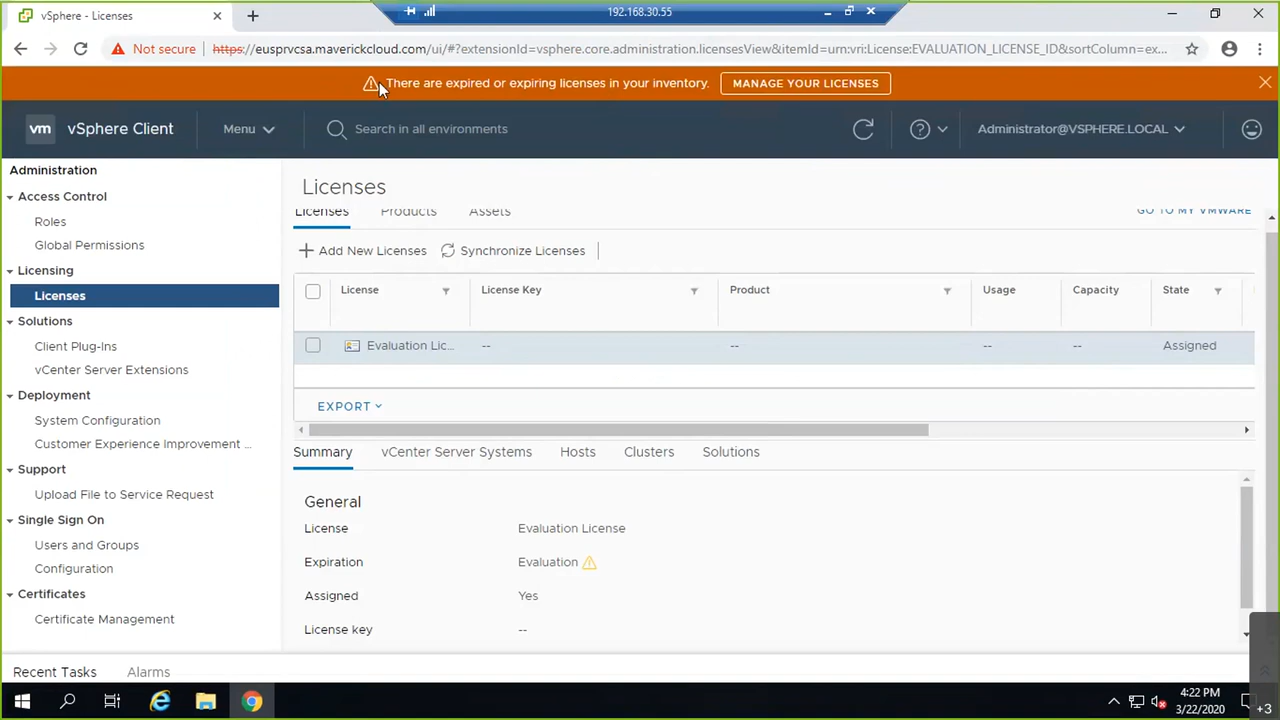 vSphere - Licenses
192.168.30.55
Not secure
https://eusprvcsa.maverickcloud.com/ui/#?extensionId=vsphere.core.administration.licensesView&itemId=urn:vri:License:EVALUATION_LICENSE_ID&sortColumn=ex...
There are expired or expiring licenses in your inventory.
MANAGE YOUR LICENSES
vm vSphere Client
Menu
Search in all environments
Administrator@VSPHERE.LOCAL
Administration
Access Control
Roles
Global Permissions
Licensing
Licenses
Solutions
Client Plug-Ins
vCenter Server Extensions
Deployment
System Configuration
Customer Experience Improvement ...
Support
Upload File to Service Request
Single Sign On
Users and Groups
Configuration
Certificates
Certificate Management
Licenses
Licenses Products Assets
GO TO MY VMWARE
Add New Licenses
Synchronize Licenses
License License Key Product Usage Capacity State
Evaluation Lic... -- -- -- -- Assigned
EXPORT
Summary vCenter Server Systems Hosts Clusters Solutions
General
License Evaluation License
Expiration Evaluation
Assigned Yes
License key --
Recent Tasks Alarms
4:22 PM
3/22/2020
+3